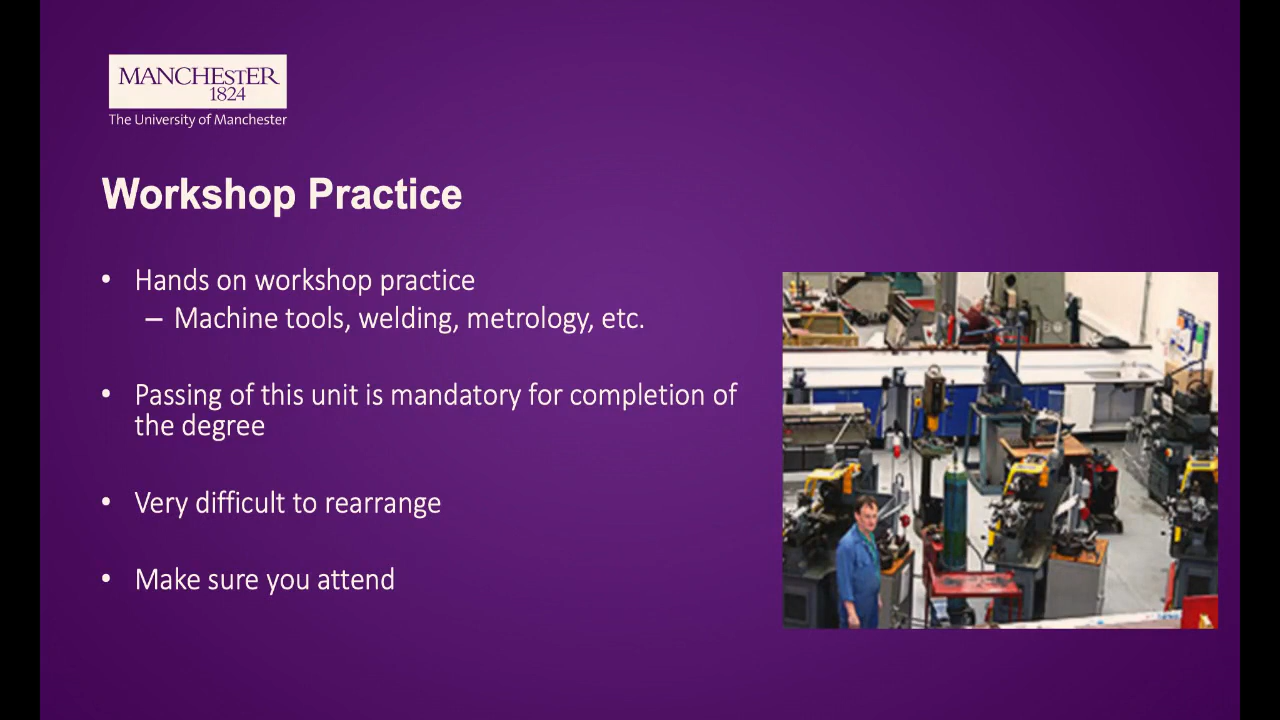 MANCHESTER
1824
The University of Manchester
Workshop Practice
• Hands on workshop practice
– Machine tools, welding, metrology, etc.
• Passing of this unit is mandatory for completion of
the degree
• Very difficult to rearrange
• Make sure you attend